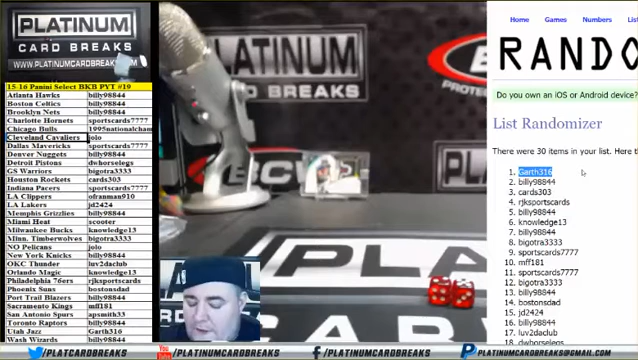 PLATINUM
CARD BREAKS
WWW.PLATINUMCARDBREAKS.COM
15-16 Panini Select BKB PYT #19
Atlanta Hawks billy98844
Boston Celtics billy98844
Brooklyn Nets billy98844
Charlotte Hornets sportscards7777
Chicago Bulls 1995nationalcham
Cleveland Cavaliers jolo
Dallas Mavericks sportscards7777
Denver Nuggets billy98844
Detroit Pistons dwhorselegs
GS Warriors bigotra3333
Houston Rockets cards303
Indiana Pacers sportscards7777
LA Clippers ofranman910
LA Lakers jd2424
Memphis Grizzlies billy98844
Miami Heat scooter
Milwaukee Bucks knowledge13
Minn. Timberwolves bigotra3333
NO Pelicans jolo
New York Knicks billy98844
OKC Thunder luv2daclub
Orlando Magic knowledge13
Philadelphia 76ers rjksportscards
Phoenix Suns bostonsdad
Port Trail Blazers billy98844
Sacramento Kings mff181
San Antonio Spurs apsmith33
Toronto Raptors billy98844
Utah Jazz Garth316
Wash Wizards billy98844
PLATINUM
CARD BREAKS
BCW
PLATINUM
CARD
Home Games Numbers
RANDO
Do you own an iOS or Android device?
List Randomizer
There were 30 items in your list. Here
1. Garth316
2. billy98844
3. cards303
4. rjksportscards
5. billy98844
6. knowledge13
7. billy98844
8. bigotra3333
9. sportscards7777
10. mff181
11. sportscards7777
12. bigotra3333
13. billy98844
14. bostonsdad
15. jd2424
16. billy98844
17. luv2daclub
18. dwhorselegs
@PLATCARDBREAKS
/PLATINUMCARDBREAKS
/PLATINUMCARDBREAKS
PLATINUMCARDBREAKS@GMAIL.COM